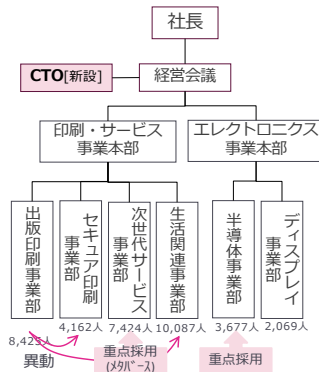 社長
CTO[新設]
経営会議
印刷・サービス
事業本部
エレクトロニクス
事業本部
出版印刷事業部
セキュア印刷
事業部
次世代サービス
事業部
生活関連事業部
半導体事業部
ディスプレイ
事業部
8,423人
4,162人
7,424人
10,087人
3,677人
2,069人
異動
重点採用
(メタバース)
重点採用